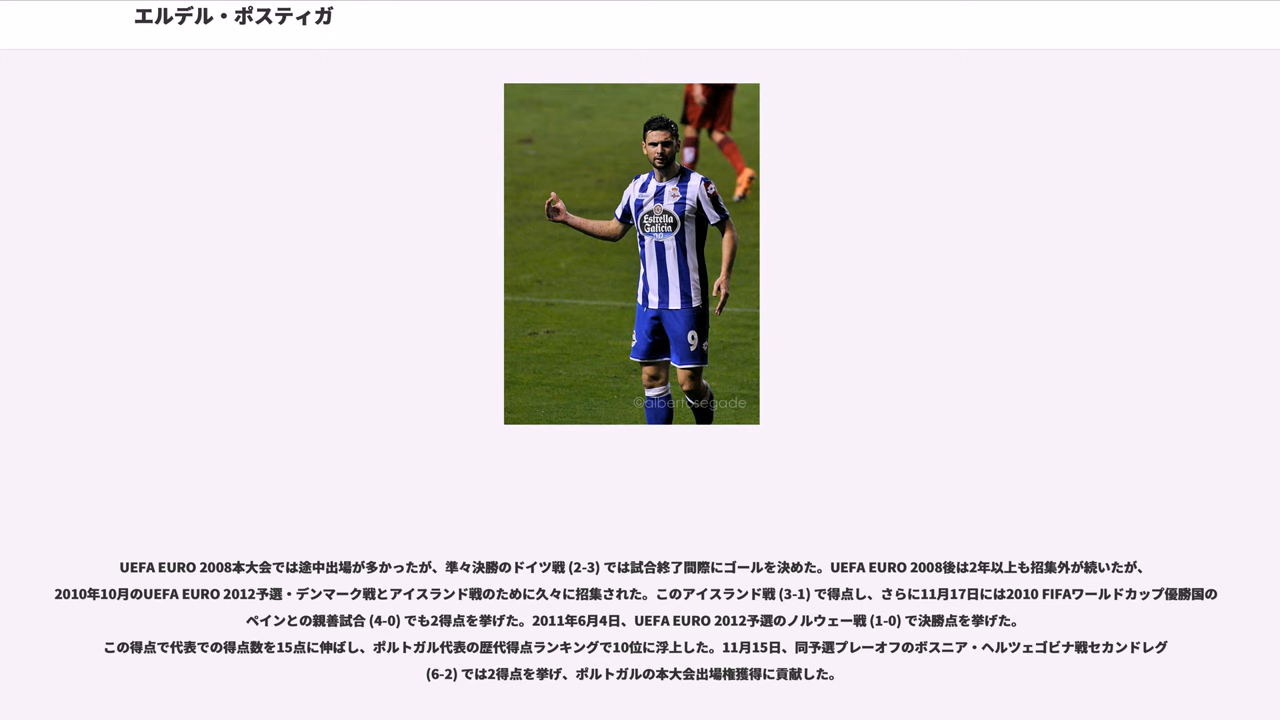 エルデル・ポスティガ
Estrella
Galicia
9
©albertosegade
UEFA EURO 2008本大会では途中出場が多かったが、準々決勝のドイツ戦 (2-3) では試合終了間際にゴールを決めた。UEFA EURO 2008後は2年以上も招集外が続いたが、
2010年10月のUEFA EURO 2012予選・デンマーク戦とアイスランド戦のために久々に招集された。このアイスランド戦 (3-1) で得点し、さらに11月17日には2010 FIFAワールドカップ優勝国の
ペインとの親善試合 (4-0) でも2得点を挙げた。2011年6月4日、UEFA EURO 2012予選のノルウェー戦 (1-0) で決勝点を挙げた。
この得点で代表での得点数を15点に伸ばし、ポルトガル代表の歴代得点ランキングで10位に浮上した。11月15日、同予選プレーオフのボスニア・ヘルツェゴビナ戦セカンドレグ
(6-2) では2得点を挙げ、ポルトガルの本大会出場権獲得に貢献した。